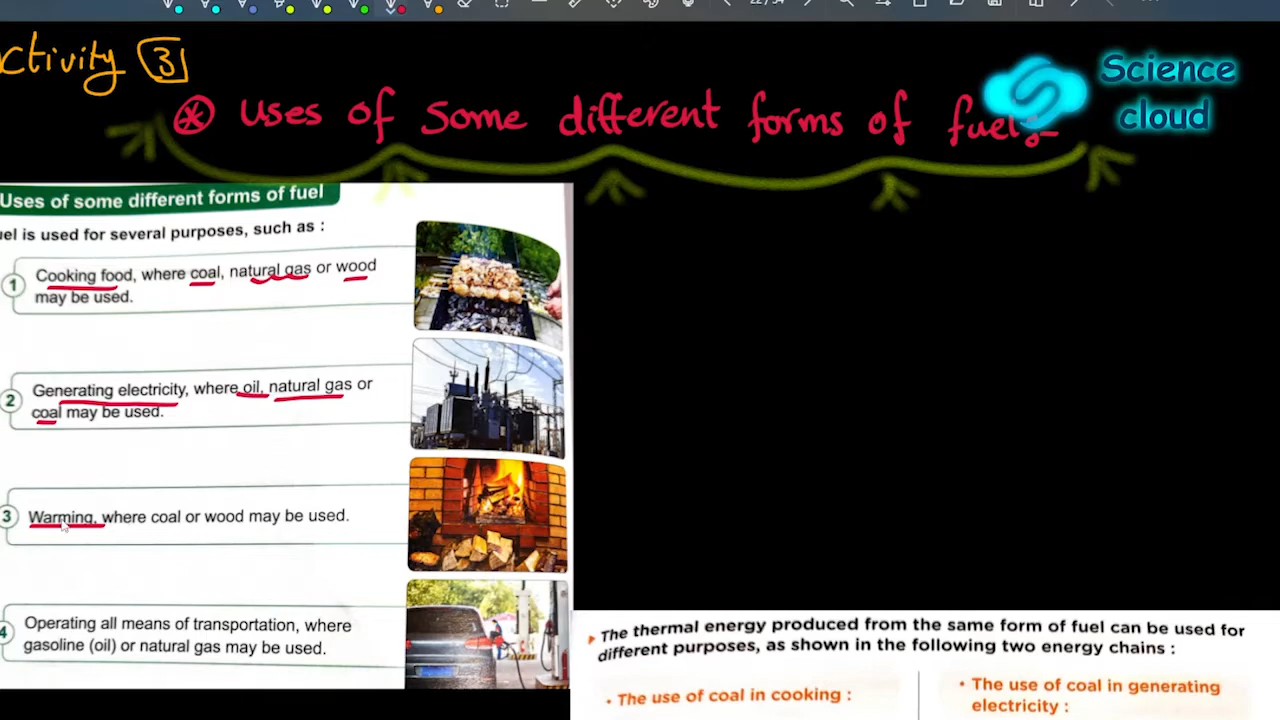 ctivity 3
Science
cloud
⊛ Uses of Some different forms of
Uses of some different forms of fuel
uel is used for several purposes, such as :
1 Cooking food, where coal, natural gas or wood
may be used.
2 Generating electricity, where oil, natural gas or
coal may be used.
3 Warming, where coal or wood may be used.
4 Operating all means of transportation, where
gasoline (oil) or natural gas may be used.
The thermal energy produced from the same form of fuel can be used for
different purposes, as shown in the following two energy chains :
• The use of coal in cooking :
• The use of coal in generating
electricity :